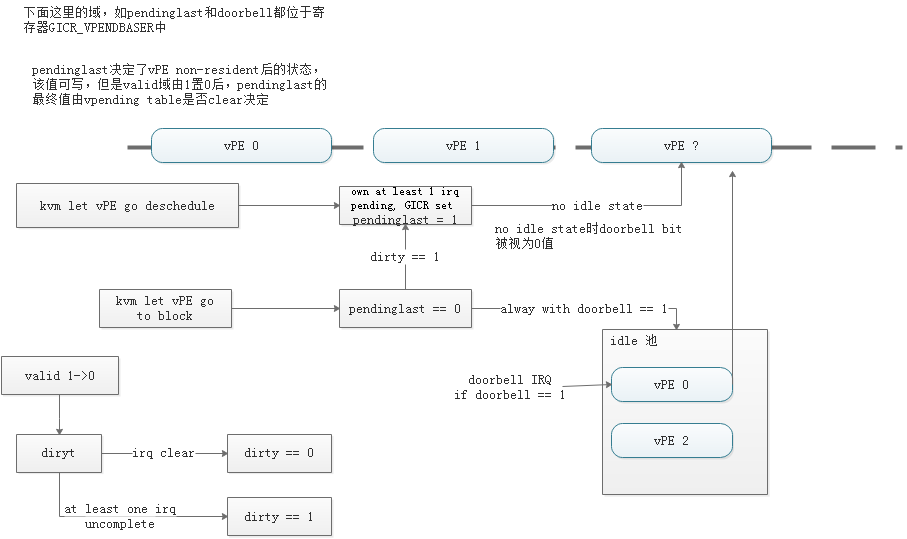 下面这里的域，如pendinglast和doorbell都位于寄
存器GICR_VPENDBASER中
pendinglast决定了vPE non-resident后的状态，
该值可写，但是valid域由1置0后，pendinglast的
最终值由vpending table是否clear决定
vPE 0
vPE 1
vPE ?
kvm let vPE go deschedule
own at least 1 irq
pending, GICR set
pendinglast = 1
no idle state
no idle state时doorbell bit
被视为0值
dirty == 1
kvm let vPE go
to block
pendinglast == 0
alway with doorbell == 1
idle 池
valid 1->0
doorbell IRQ
if doorbell == 1
vPE 0
vPE 2
diryt
irq clear
dirty == 0
at least one irq
uncomplete
dirty == 1